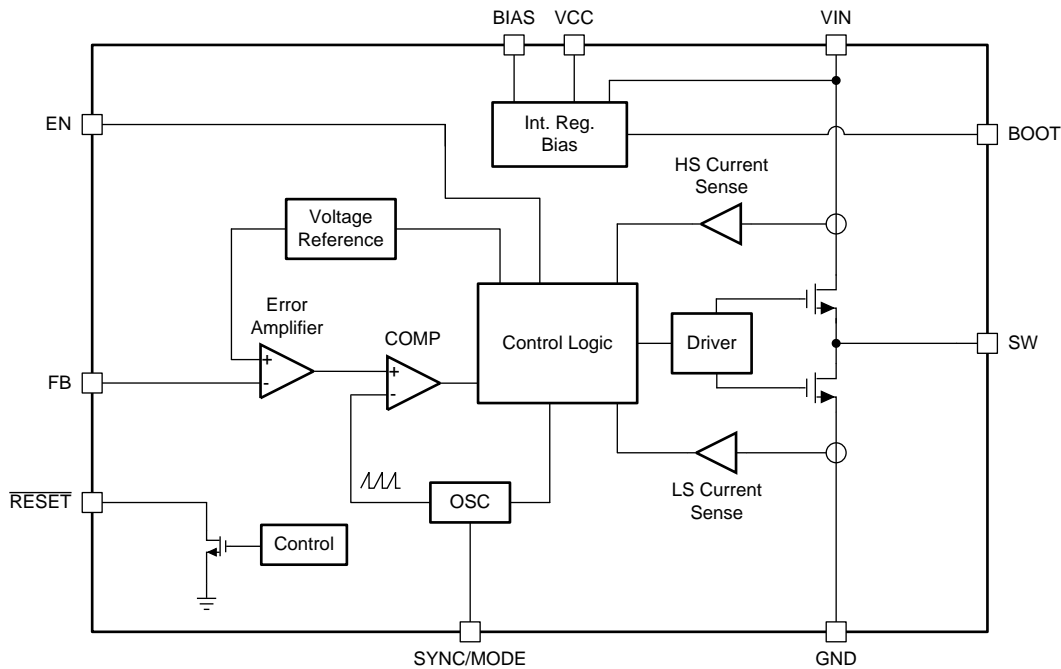 BIAS
VCC
VIN
EN
Int. Reg.
Bias
BOOT
HS Current
Sense
Voltage
Reference
Error
Amplifier
COMP
Control Logic
Driver
SW
+
-
+
-
FB
LS Current
Sense
RESET
OSC
Control
SYNC/MODE
GND